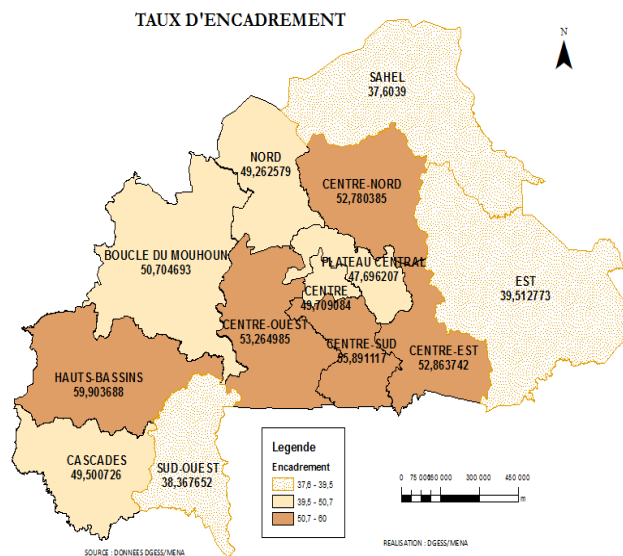 TAUX D'ENCADREMENT
N
SAHEL
37,6039
NORD
49,262579
CENTRE-NORD
52,780385
BOUCLE DU MOUHOUN
50,704693
PLATEAU CENTRAL
47,696207
EST
39,512773
CENTRE
49,709084
CENTRE-OUEST
53,264985
CENTRE-SUD
55,891117
CENTRE-EST
52,863742
HAUTS-BASSINS
59,903688
CASCADES
49,500726
SUD-OUEST
38,367652
Legende
Encadrement
37,6 - 39,5
39,5 - 50,7
50,7 - 60
0 75 000 150 000 300 000 450 000
m
SOURCE : DONNEES DGESS/MENA
REALISATION : DGESS/MENA